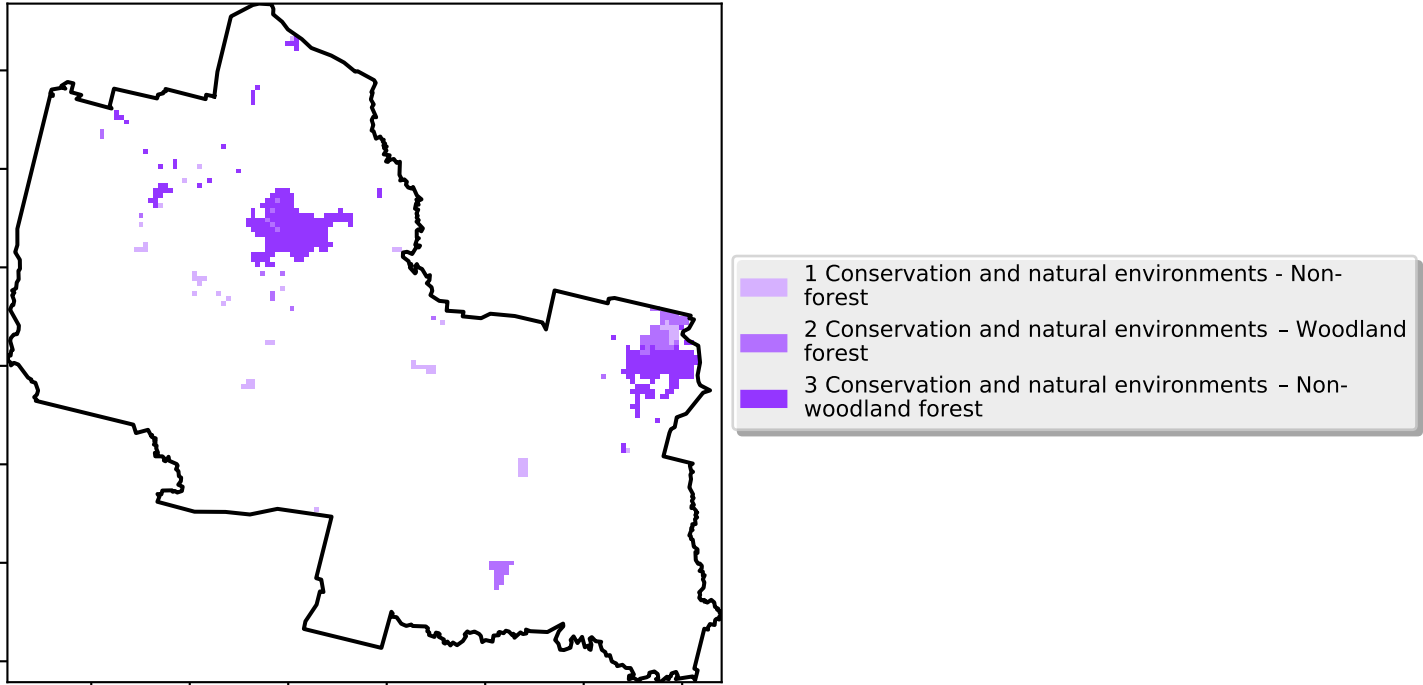 1 Conservation and natural environments - Non-
forest
2 Conservation and natural environments – Woodland
forest
3 Conservation and natural environments – Non-
woodland forest